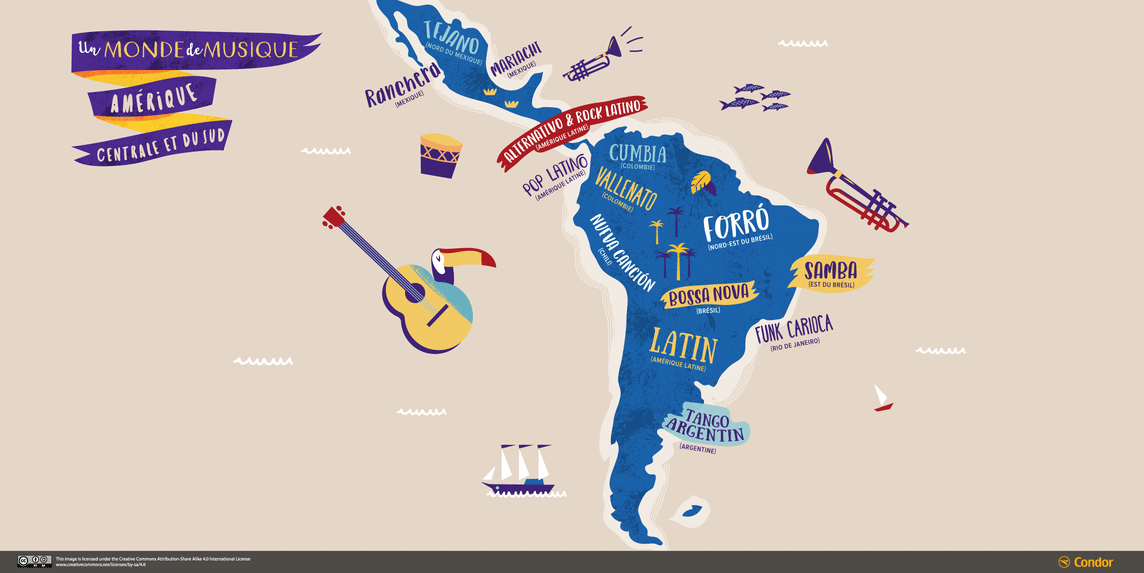 Un MONDE de MUSIQUE
AMÉRIQUE
CENTRALE ET DU SUD
TEJANO
(NORD DU MEXIQUE)
MARIACHI
(MEXIQUE)
Ranchera
(MEXIQUE)
ALTERNATIVO & ROCK LATINO
(AMÉRIQUE LATINE)
POP LATINO
(AMÉRIQUE LATINE)
CUMBIA
(COLOMBIE)
VALLENATO
(COLOMBIE)
FORRÓ
(NORD-EST DU BRÉSIL)
NUEVA CANCIÓN
(CHILI)
SAMBA
(EST DU BRÉSIL)
BOSSA NOVA
(BRÉSIL)
FUNK CARIOCA
(RIO DE JANEIRO)
LATIN
(AMÉRIQUE LATINE)
TANGO
ARGENTIN
(ARGENTINE)
This image is licensed under the Creative Commons Attribution-Share Alike 4.0 International License
www.creativecommons.org/licenses/by-sa/4.0
Condor